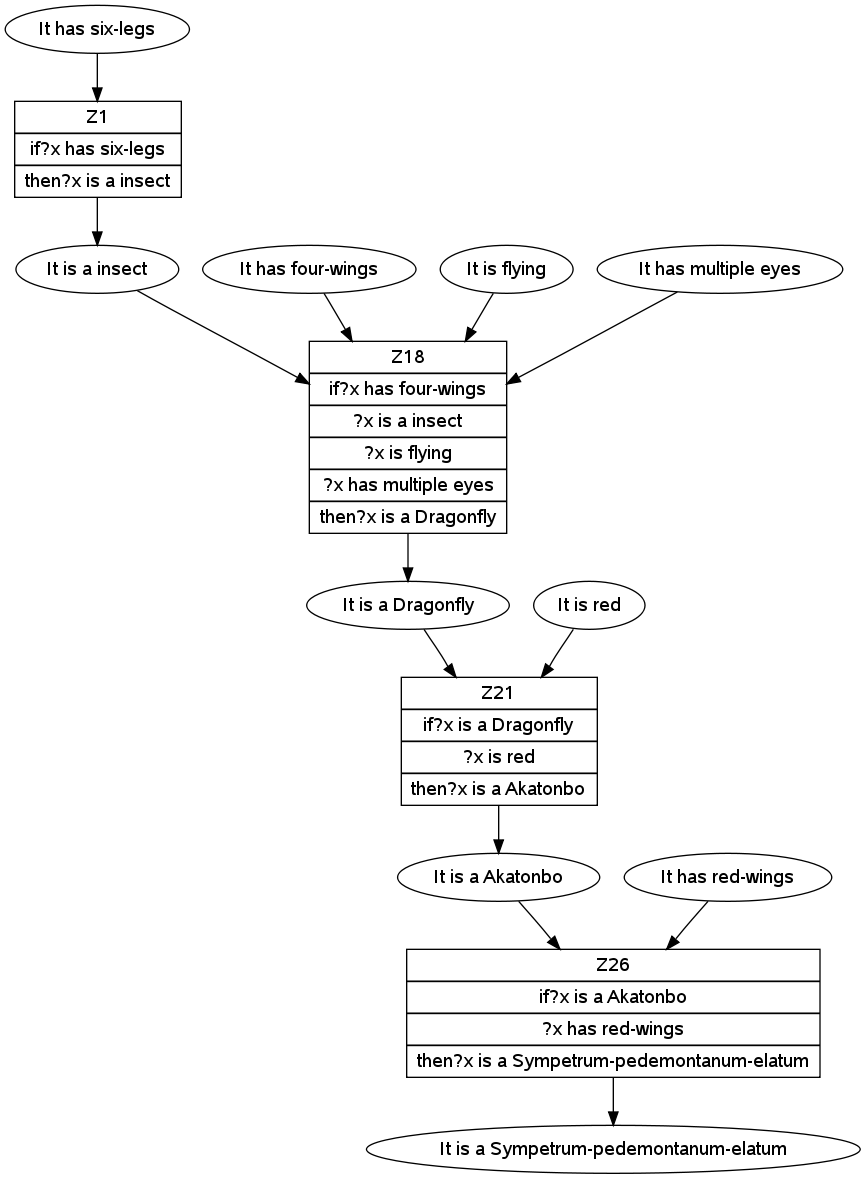 It has six-legs
Z1
if?x has six-legs
then?x is a insect
It is a insect
It has four-wings
It is flying
It has multiple eyes
Z18
if?x has four-wings
?x is a insect
?x is flying
?x has multiple eyes
then?x is a Dragonfly
It is a Dragonfly
It is red
Z21
if?x is a Dragonfly
?x is red
then?x is a Akatonbo
It is a Akatonbo
It has red-wings
Z26
if?x is a Akatonbo
?x has red-wings
then?x is a Sympetrum-pedemontanum-elatum
It is a Sympetrum-pedemontanum-elatum